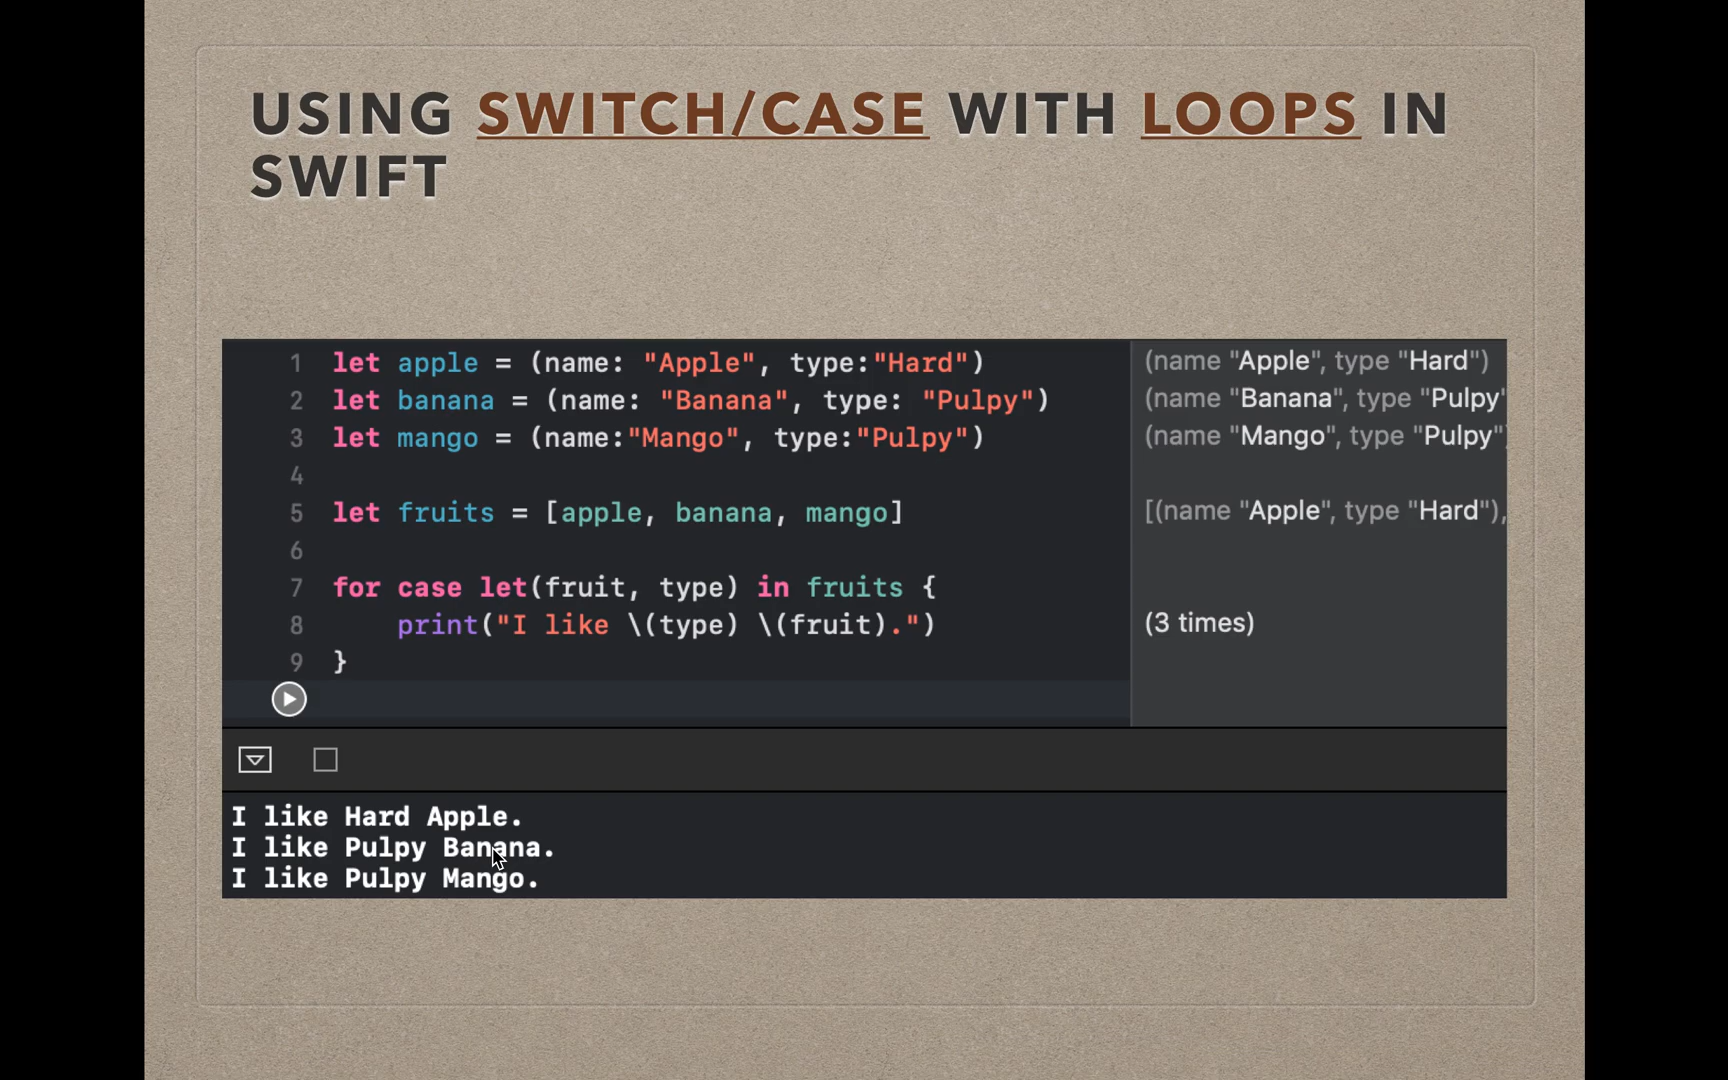 USING SWITCH/CASE WITH LOOPS IN
SWIFT
1 let apple = (name: "Apple", type:"Hard")
2 let banana = (name: "Banana", type: "Pulpy")
3 let mango = (name:"Mango", type:"Pulpy")
4
5 let fruits = [apple, banana, mango]
6
7 for case let(fruit, type) in fruits {
8     print("I like \(type) \(fruit).")
9 }
(name "Apple", type "Hard")
(name "Banana", type "Pulpy"
(name "Mango", type "Pulpy")
[(name "Apple", type "Hard"),
(3 times)
I like Hard Apple.
I like Pulpy Banana.
I like Pulpy Mango.